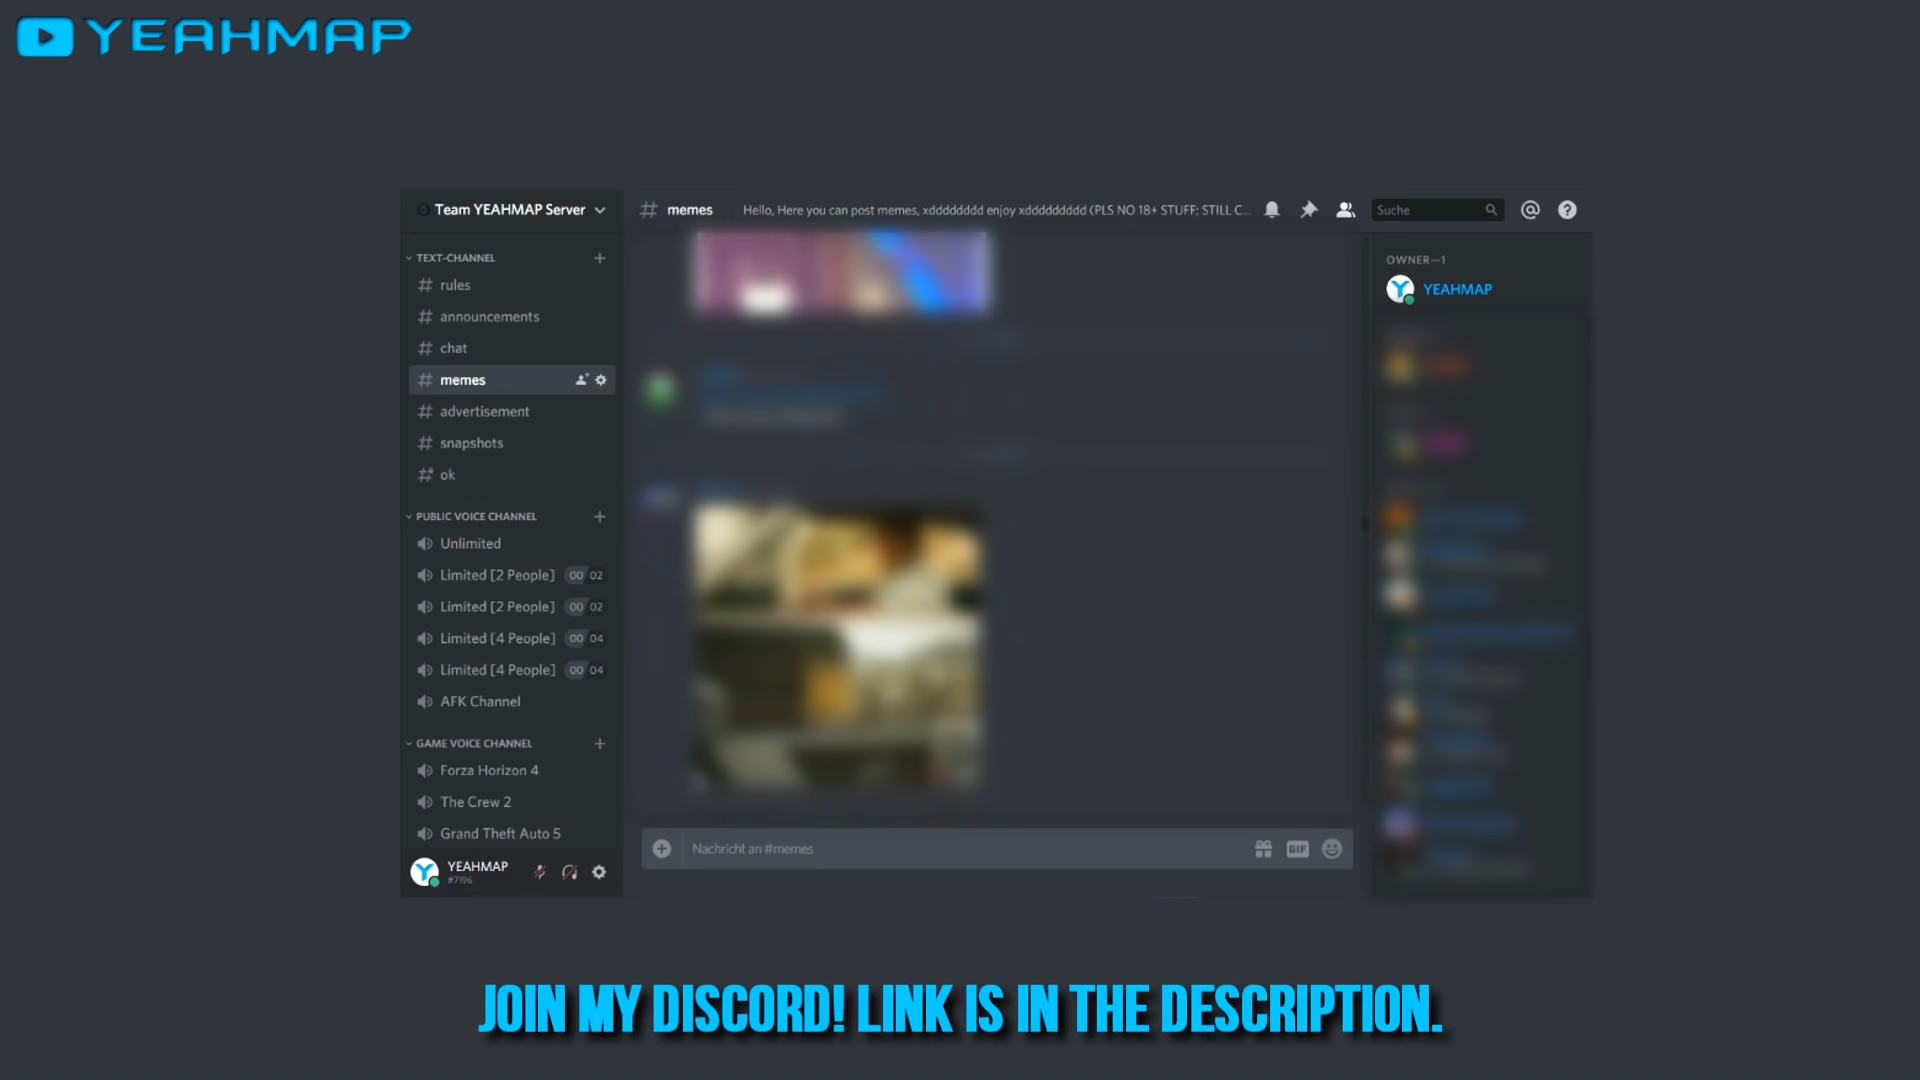 YEAHMAP
Team YEAHMAP Server
memes
Hello, Here you can post memes, xdddddddd enjoy xddddddddd (PLS NO 18+ STUFF; STILL C...
Suche
TEXT-CHANNEL
rules
announcements
chat
memes
advertisement
snapshots
ok
PUBLIC VOICE CHANNEL
Unlimited
Limited [2 People] 00 02
Limited [2 People] 00 02
Limited [4 People] 00 04
Limited [4 People] 00 04
AFK Channel
GAME VOICE CHANNEL
Forza Horizon 4
The Crew 2
Grand Theft Auto 5
YEAHMAP
#7196
Nachricht an #memes
GIF
OWNER—1
YEAHMAP
JOIN MY DISCORD! LINK IS IN THE DESCRIPTION.